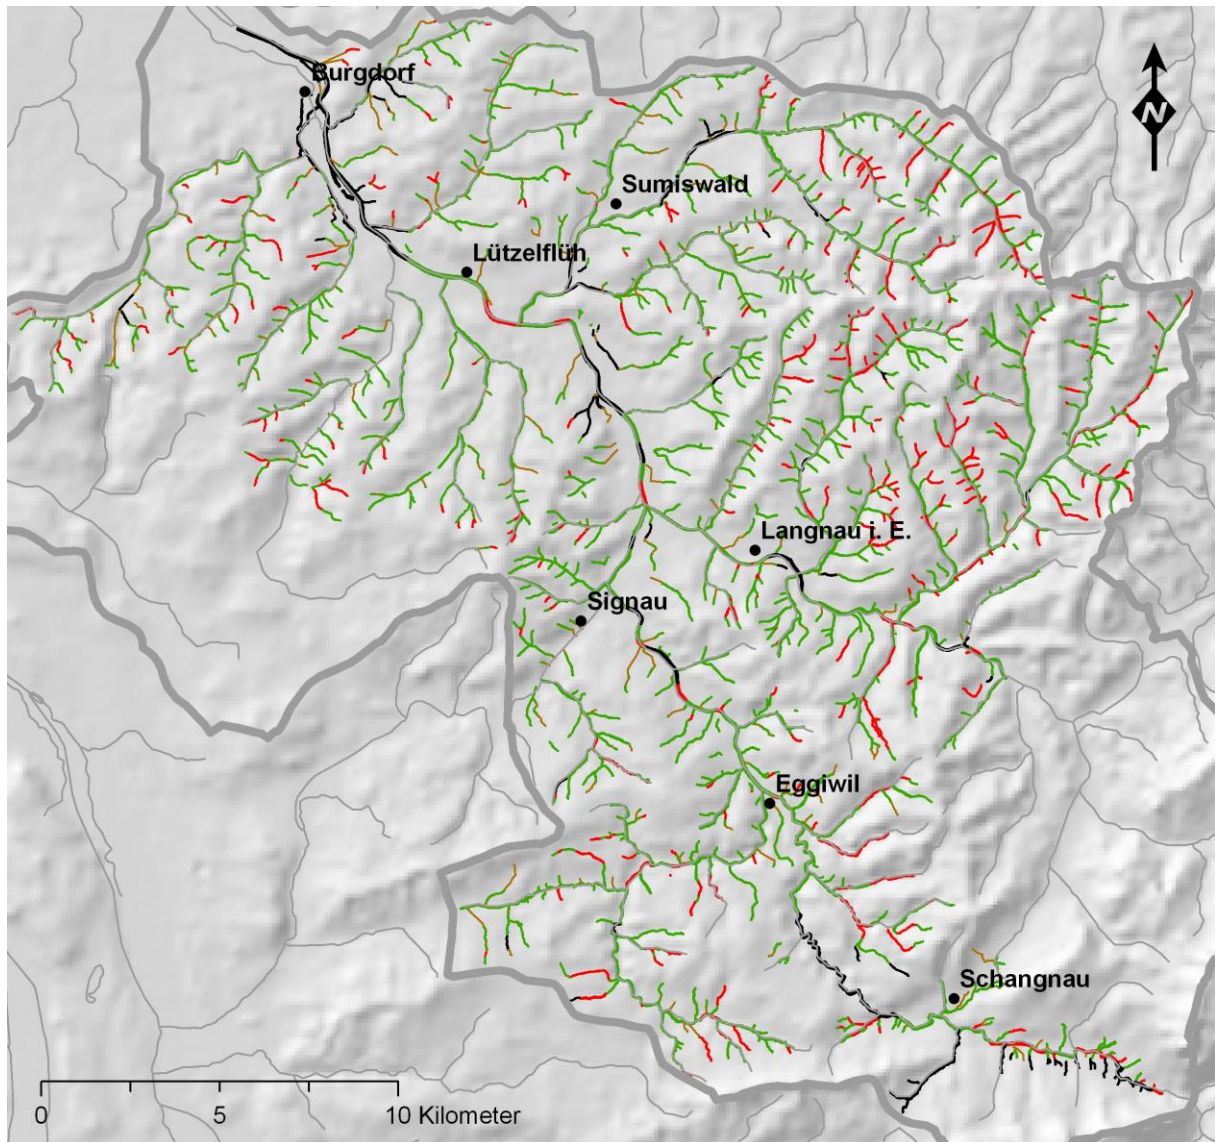 Burgdorf
N
Sumiswald
Lützelflüh
Langnau i. E.
Signau
Eggiwil
Schangnau
0 5 10 Kilometer